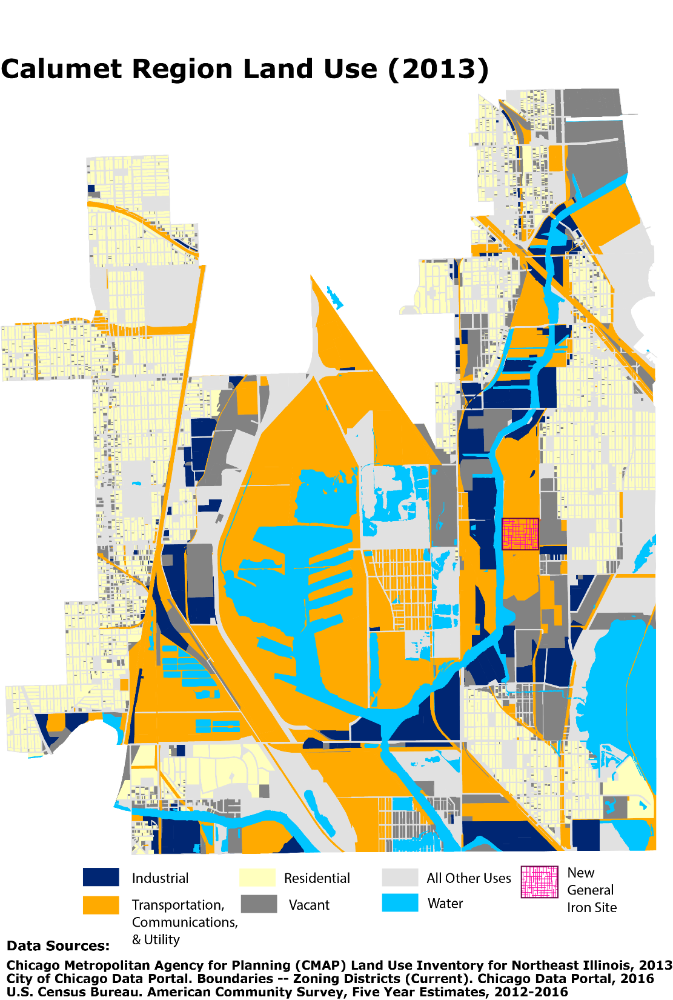 Calumet Region Land Use (2013)
Industrial
Residential
All Other Uses
New
General
Iron Site
Transportation,
Communications,
& Utility
Vacant
Water
Data Sources:
Chicago Metropolitan Agency for Planning (CMAP) Land Use Inventory for Northeast Illinois, 2013
City of Chicago Data Portal. Boundaries -- Zoning Districts (Current). Chicago Data Portal, 2016
U.S. Census Bureau. American Community Survey, Five Year Estimates, 2012-2016